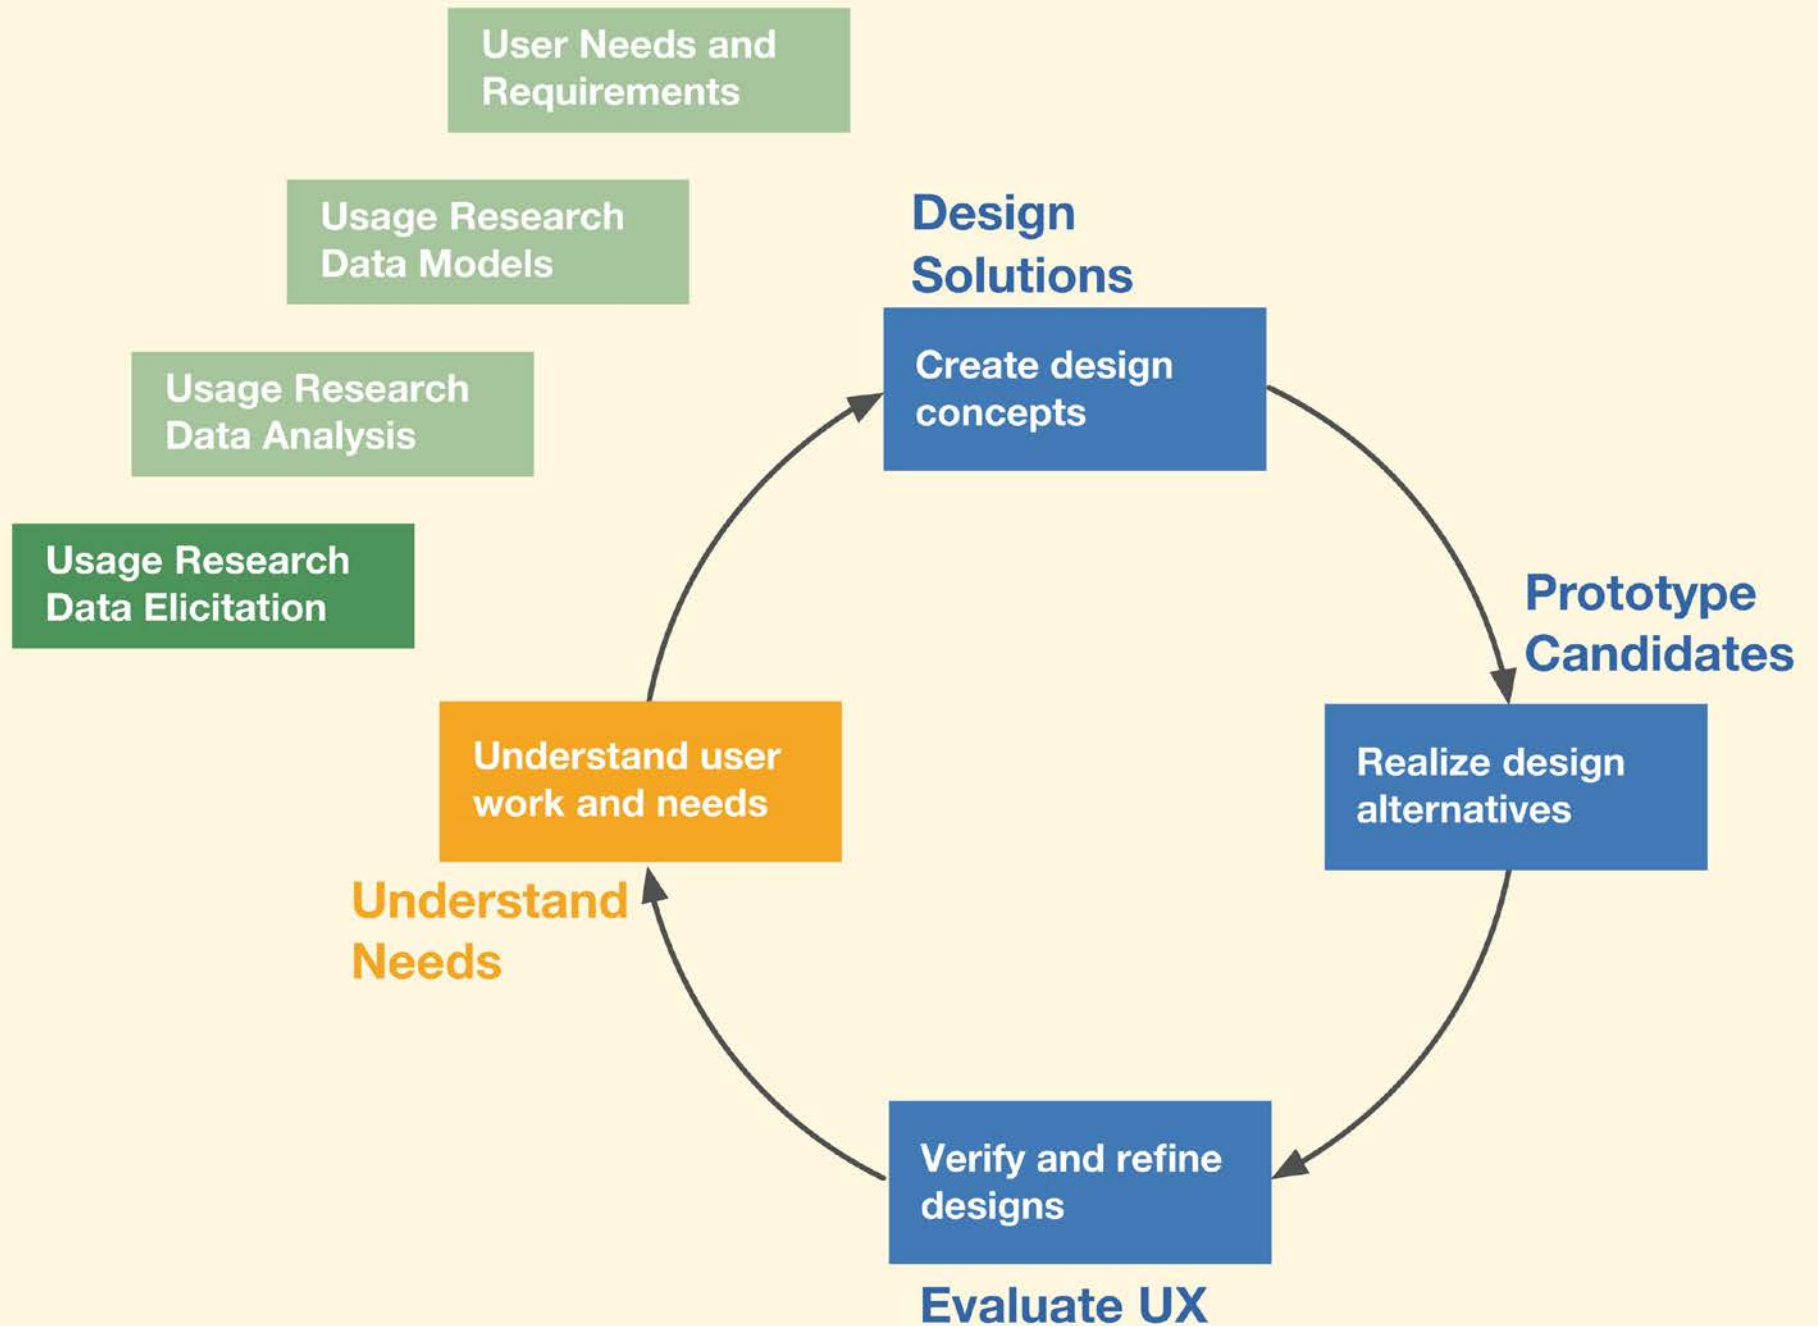 User Needs and
Requirements
Usage Research
Data Models
Design
Solutions
Create design
concepts
Usage Research
Data Analysis
Usage Research
Data Elicitation
Prototype
Candidates
Understand user
work and needs
Realize design
alternatives
Understand
Needs
Verify and refine
designs
Evaluate UX